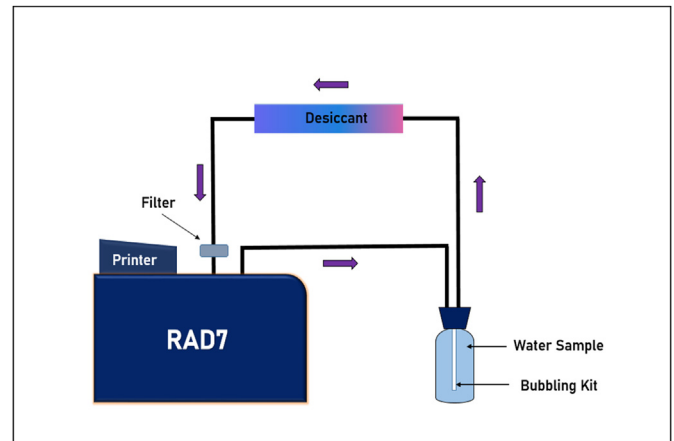 Desiccant
Filter
Printer
RAD7
Water Sample
Bubbling Kit